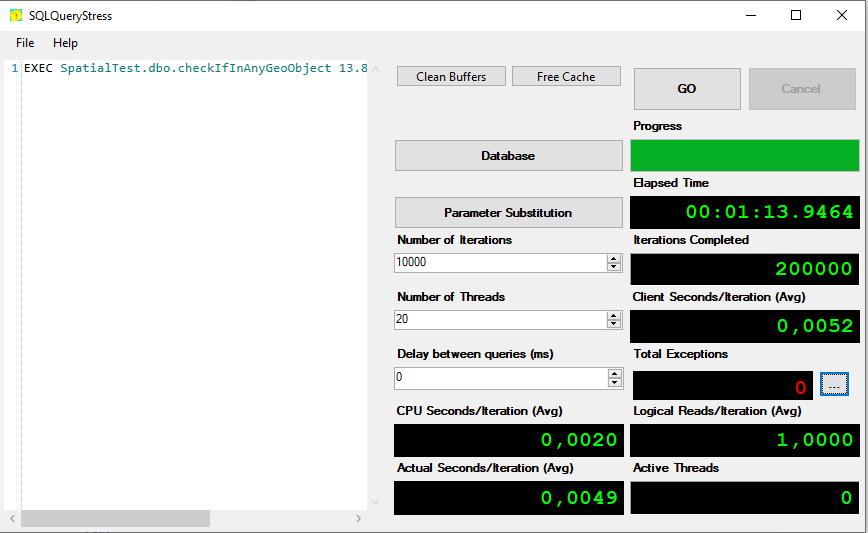 SQLQueryStress
File Help
1 EXEC SpatialTest.dbo.checkIfInAnyGeoObject 13.8
Clean Buffers
Free Cache
GO
Cancel
Progress
Database
Elapsed Time
00:01:13.9464
Parameter Substitution
Number of Iterations
10000
Iterations Completed
200000
Number of Threads
20
Client Seconds/Iteration (Avg)
0,0052
Delay between queries (ms)
0
Total Exceptions
0
...
CPU Seconds/Iteration (Avg)
0,0020
Logical Reads/Iteration (Avg)
1,0000
Actual Seconds/Iteration (Avg)
0,0049
Active Threads
0